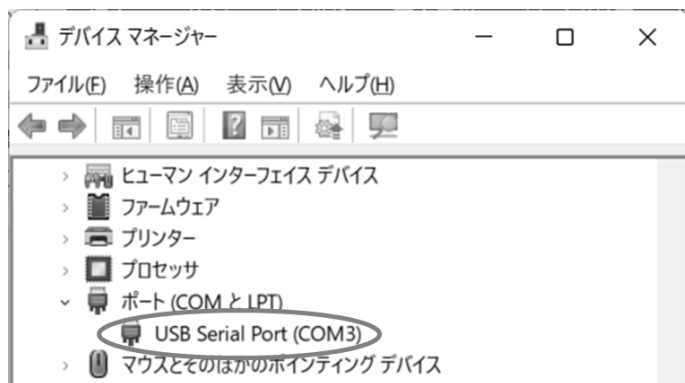 デバイス マネージャー
ファイル(F) 操作(A) 表示(V) ヘルプ(H)
ヒューマン インターフェイス デバイス
ファームウェア
プリンター
プロセッサ
ポート (COM と LPT)
USB Serial Port (COM3)
マウスとそのほかのポインティング デバイス